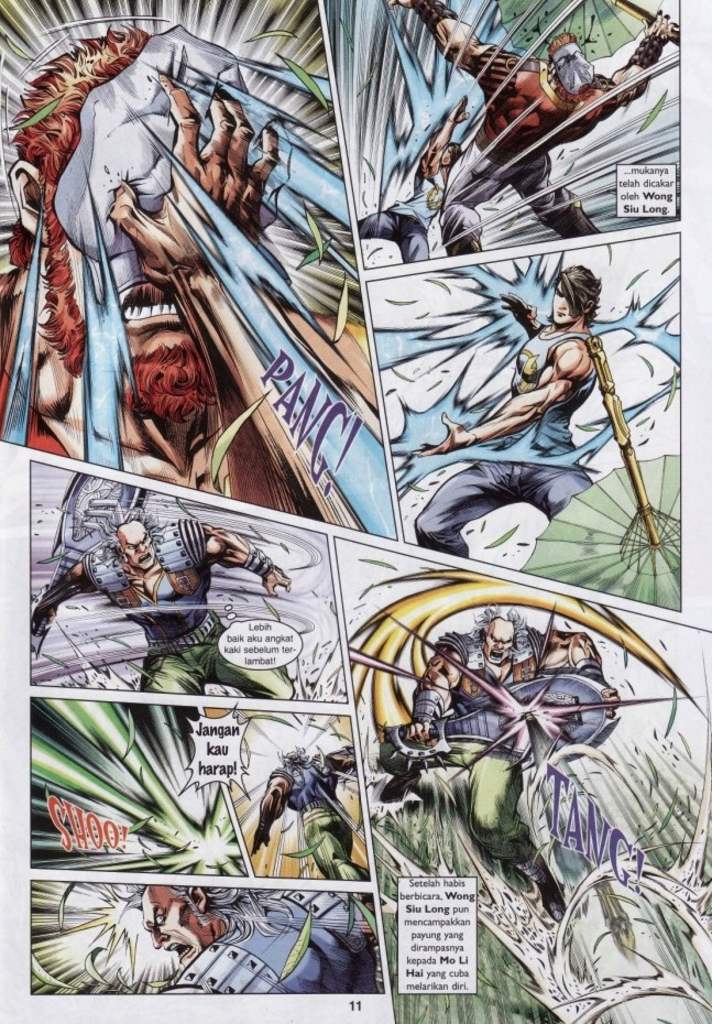 PANG!
...mukanya
telah dicakar
oleh Wong
Siu Long.
Lebih
baik aku angkat
kaki sebelum ter-
lambat!
Jangan
kau
harap!
SHOO!
TANG!
Setelah habis
berbicara, Wong
Siu Long pun
mencampakkan
payung yang
dirampasnya
kepada Mo Li
Hai yang cuba
melarikan diri.
11